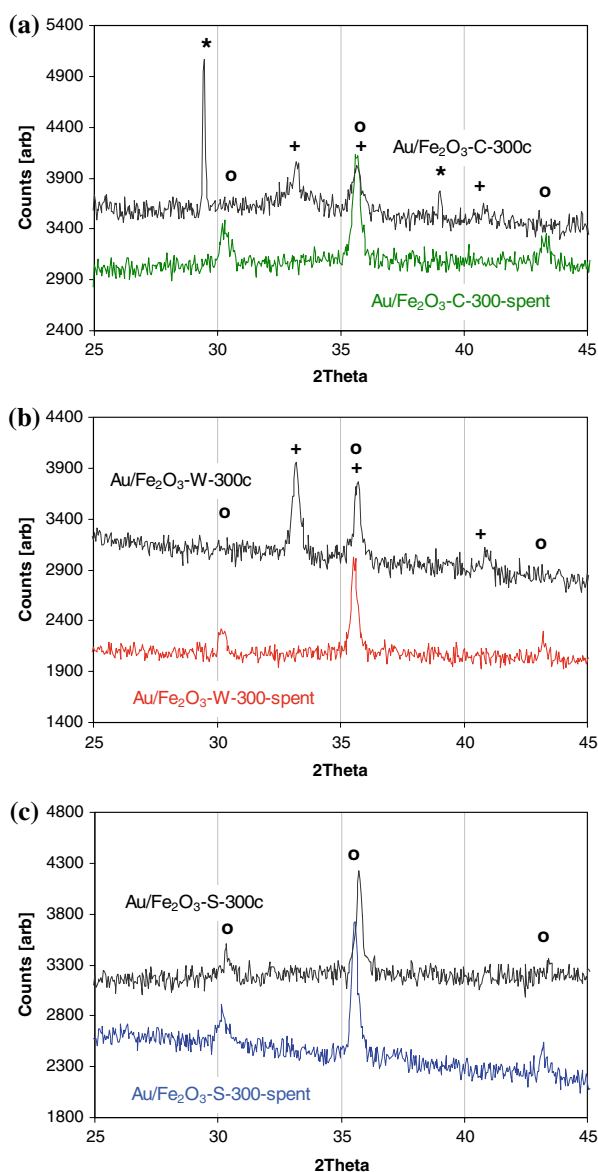 (a)
5400
4900
4400
3900
3400
2900
2400
Counts [arb]
*
o
+
o
+
Au/Fe₂O₃-C-300c
*
+
o
Au/Fe₂O₃-C-300-spent
25 30 35 40 45
2Theta
(b)
4400
3900
3400
2900
2400
1900
1400
Counts [arb]
Au/Fe₂O₃-W-300c
o
+
o
+
+
o
Au/Fe₂O₃-W-300-spent
25 30 35 40 45
2Theta
(c)
4800
4300
3800
3300
2800
2300
1800
Counts [arb]
Au/Fe₂O₃-S-300c
o
o
o
Au/Fe₂O₃-S-300-spent
25 30 35 40 45
2Theta